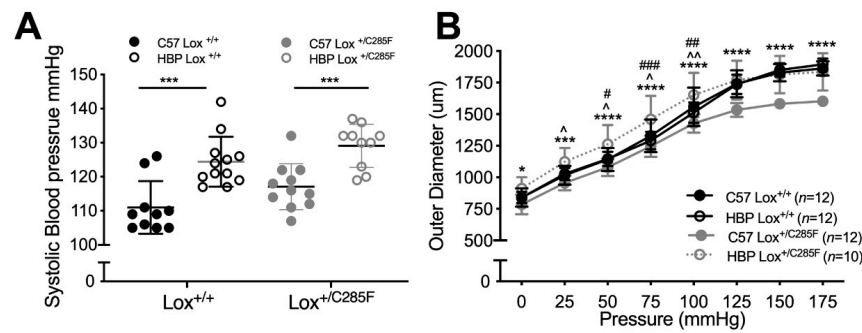 A
C57 Lox +/+
HBP Lox +/+
C57 Lox +/C285F
HBP Lox +/C285F
Systolic Blood pressrue mmHg
150
140
130
120
110
100
0
***
***
Lox+/+
Lox+/C285F
B
Outer Diameter (um)
2000
1750
1500
1250
1000
750
500
0
*
^
***
#
^
****
###
^
****
##
^^
****
****
****
****
C57 Lox+/+ (n=12)
HBP Lox+/+ (n=12)
C57 Lox+/C285F (n=12)
HBP Lox+/C285F (n=10)
0 25 50 75 100 125 150 175
Pressure (mmHg)